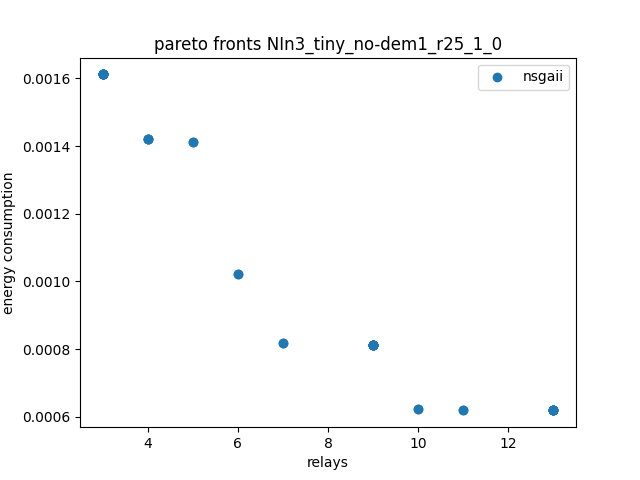 pareto fronts NIn3_tiny_no-dem1_r25_1_0
nsgaii
0.0016
0.0014
0.0012
0.0010
0.0008
0.0006
energy consumption
4 6 8 10 12
relays